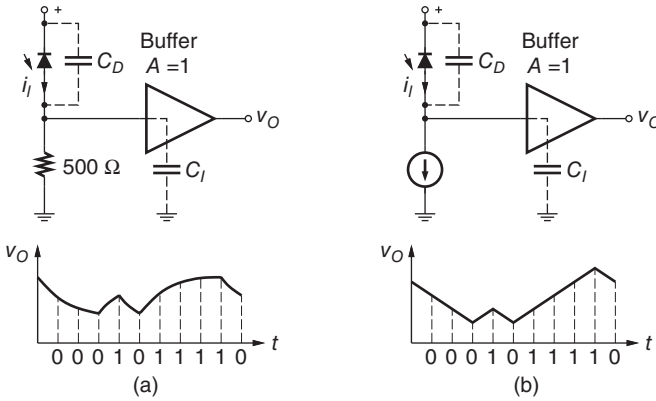 +
Buffer
A = 1
C_D
i_I
v_O
500 Ω
C_I
v_O
t
0 0 0 1 0 1 1 1 1 0
(a)
+
Buffer
A = 1
C_D
i_I
v_O
C_I
v_O
t
0 0 0 1 0 1 1 1 1 0
(b)